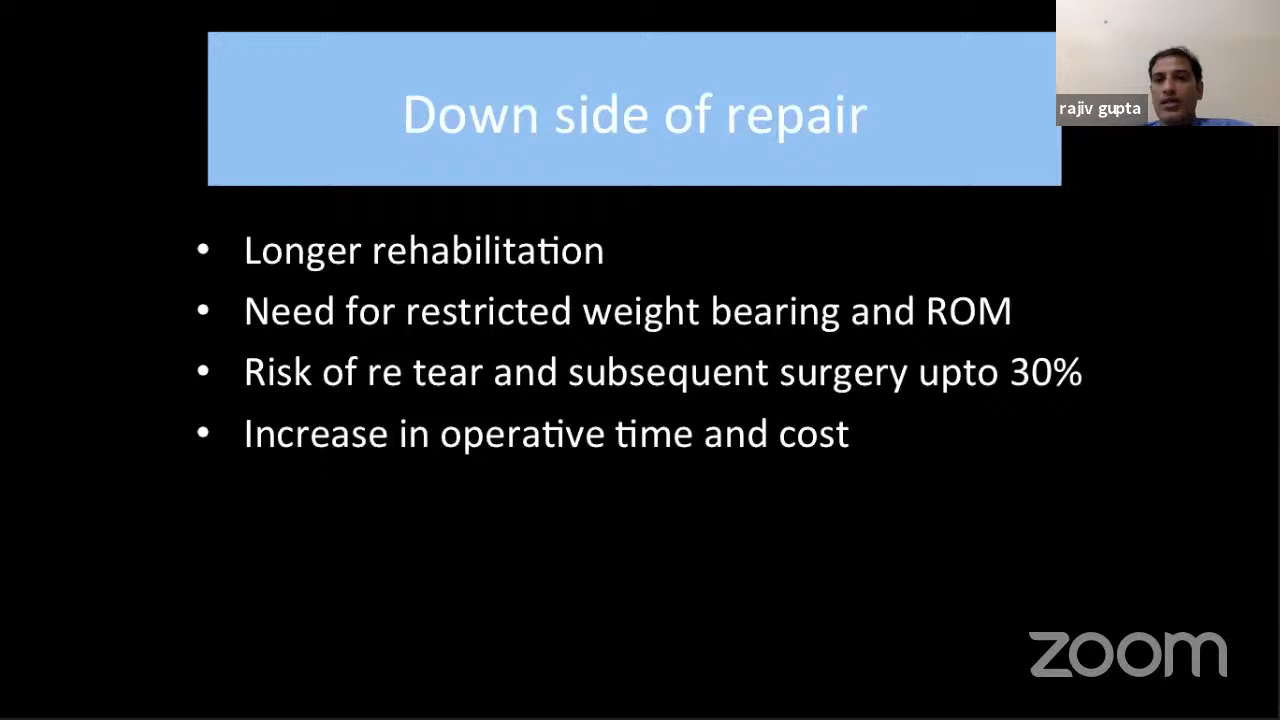 Down side of repair
rajiv gupta
• Longer rehabilitation
• Need for restricted weight bearing and ROM
• Risk of re tear and subsequent surgery upto 30%
• Increase in operative time and cost
zoom